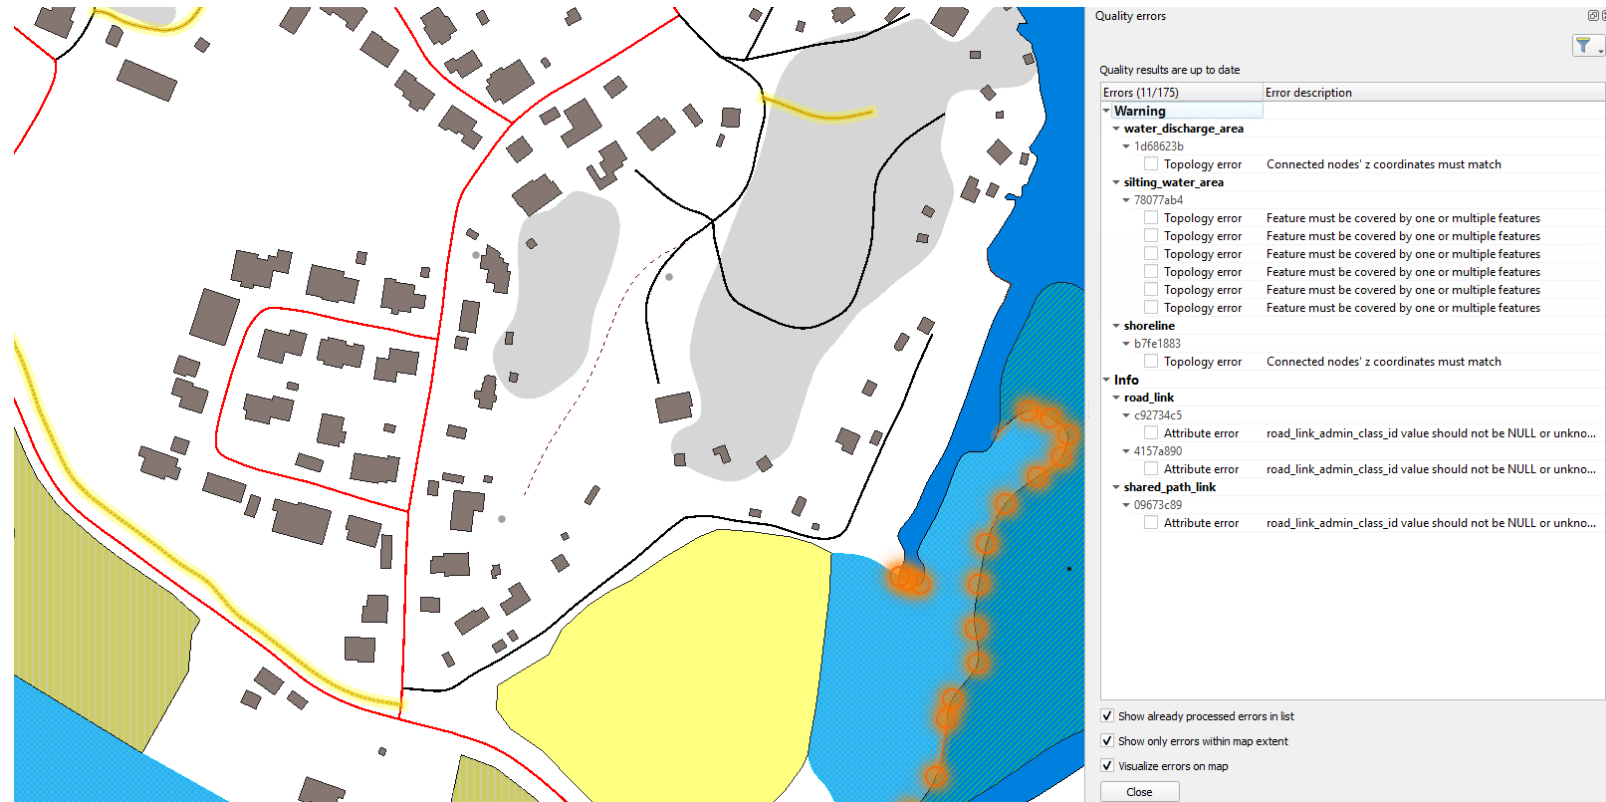 Quality errors
Quality results are up to date
Errors (11/175) Error description
Warning
water_discharge_area
1d68623b
Topology error Connected nodes' z coordinates must match
silting_water_area
78077ab4
Topology error Feature must be covered by one or multiple features
Topology error Feature must be covered by one or multiple features
Topology error Feature must be covered by one or multiple features
Topology error Feature must be covered by one or multiple features
Topology error Feature must be covered by one or multiple features
Topology error Feature must be covered by one or multiple features
shoreline
b7fe1883
Topology error Connected nodes' z coordinates must match
Info
road_link
c92734c5
Attribute error road_link_admin_class_id value should not be NULL or unkno...
4157a890
Attribute error road_link_admin_class_id value should not be NULL or unkno...
shared_path_link
09673c89
Attribute error road_link_admin_class_id value should not be NULL or unkno...
Show already processed errors in list
Show only errors within map extent
Visualize errors on map
Close